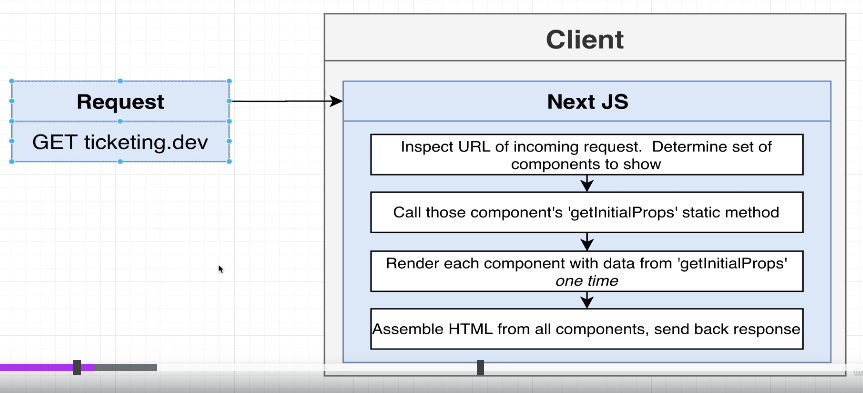 Client
Request
GET ticketing.dev
Next JS
Inspect URL of incoming request.  Determine set of
components to show
Call those component's 'getInitialProps' static method
Render each component with data from 'getInitialProps'
one time
Assemble HTML from all components, send back response